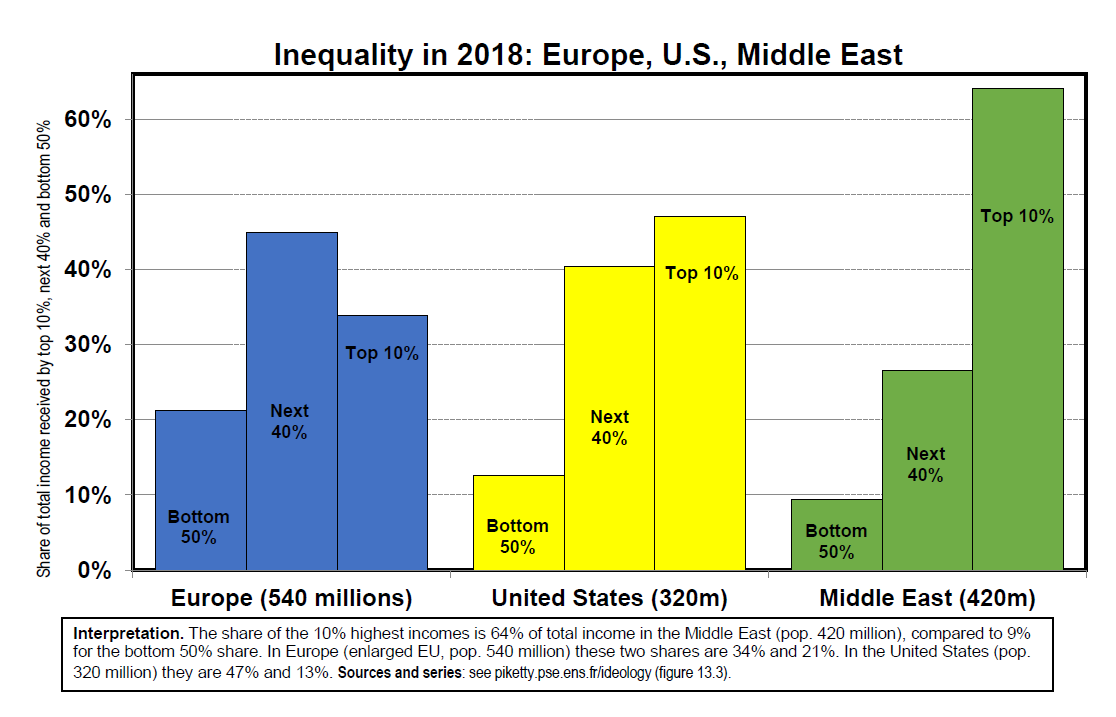 Inequality in 2018: Europe, U.S., Middle East
Share of total income received by top 10%, next 40% and bottom 50%
60%
50%
40%
30%
20%
10%
0%
Bottom
50%
Next
40%
Top 10%
Bottom
50%
Next
40%
Top 10%
Bottom
50%
Next
40%
Top 10%
Europe (540 millions)
United States (320m)
Middle East (420m)
Interpretation. The share of the 10% highest incomes is 64% of total income in the Middle East (pop. 420 million), compared to 9%
for the bottom 50% share. In Europe (enlarged EU, pop. 540 million) these two shares are 34% and 21%. In the United States (pop.
320 million) they are 47% and 13%. Sources and series: see piketty.pse.ens.fr/ideology (figure 13.3).